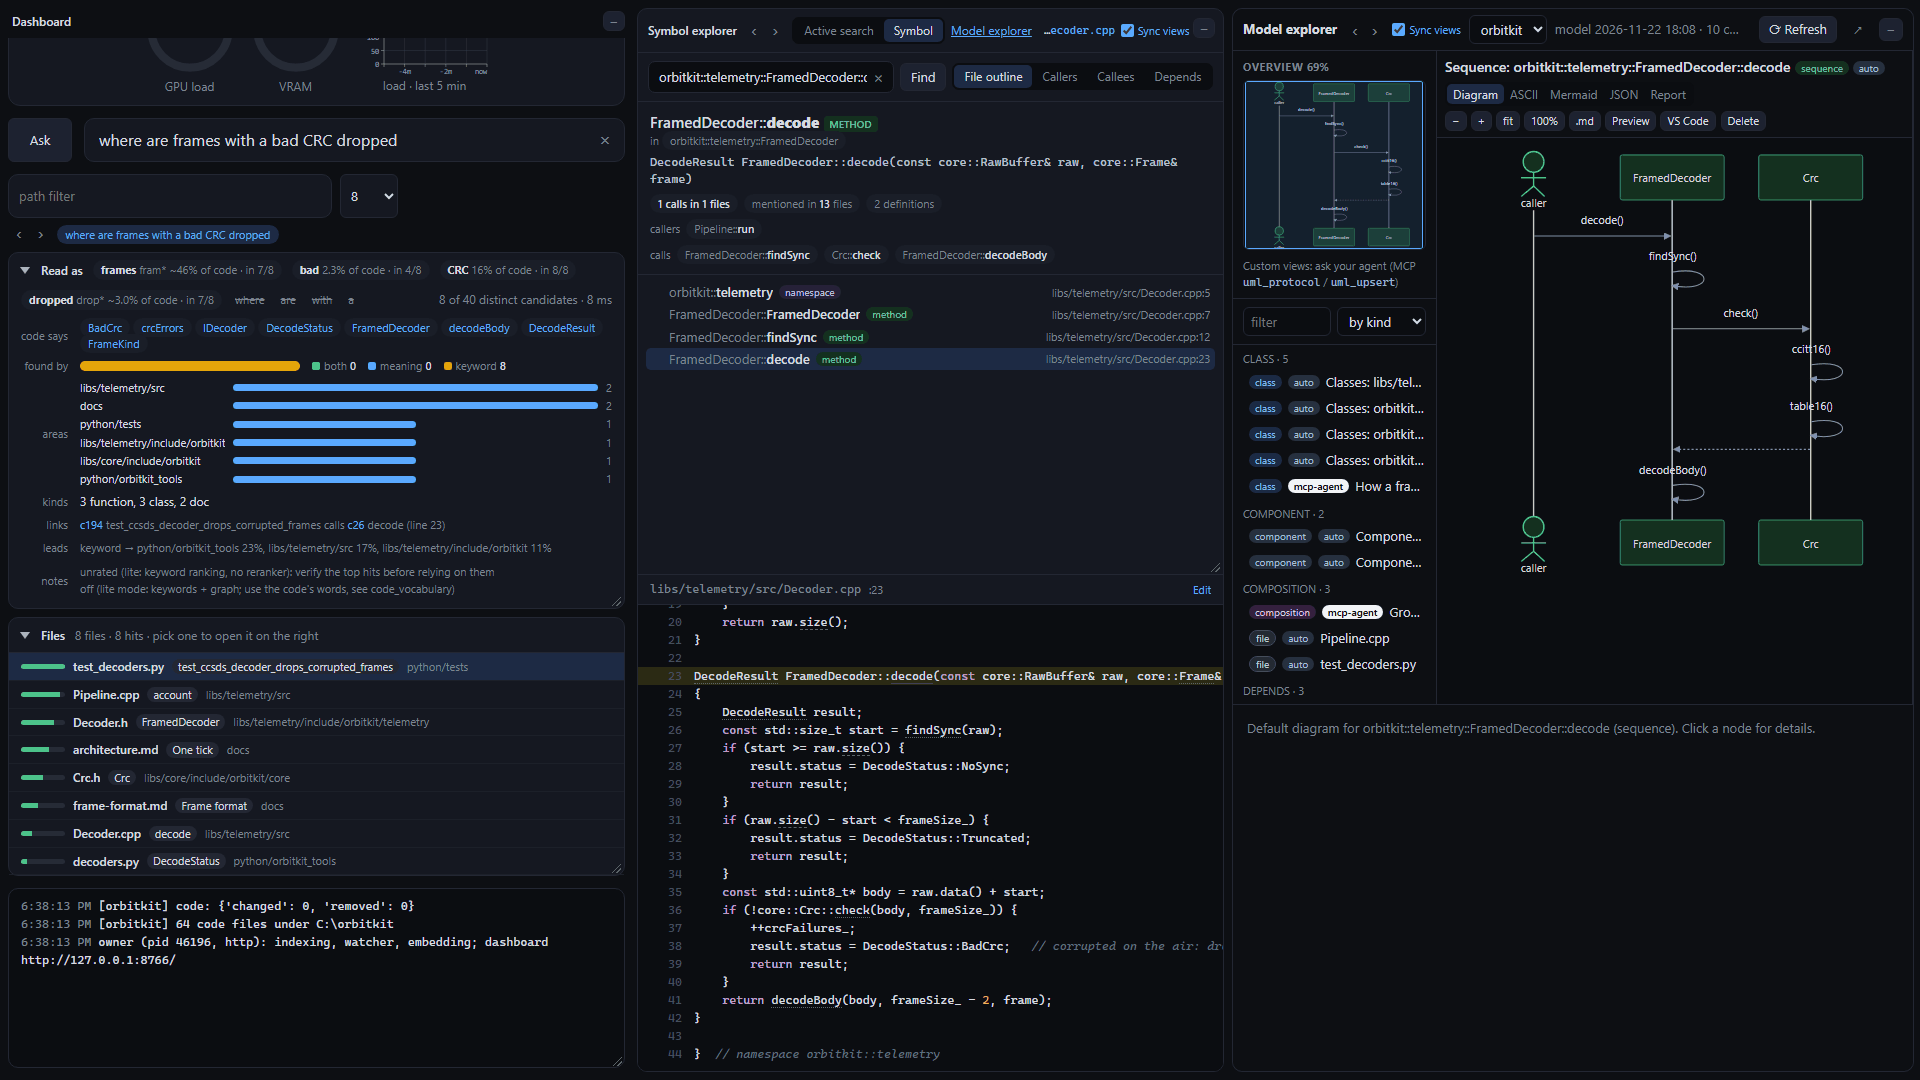 Dashboard
–
50
0
-4m -2m now
GPU load VRAM load · last 5 min
Ask where are frames with a bad CRC dropped ×
path filter 8
‹ › where are frames with a bad CRC dropped
▼ Read as frames fram* ~46% of code · in 7/8 bad 2.3% of code · in 4/8 CRC 16% of code · in 8/8
dropped drop* ~3.0% of code · in 7/8 where are with a 8 of 40 distinct candidates · 8 ms
code says BadCrc crcErrors IDecoder DecodeStatus FramedDecoder decodeBody DecodeResult
FrameKind
found by both 0 meaning 0 keyword 8
areas
libs/telemetry/src 2
docs 2
python/tests 1
libs/telemetry/include/orbitkit 1
libs/core/include/orbitkit 1
python/orbitkit_tools 1
kinds 3 function, 3 class, 2 doc
links c194 test_ccsds_decoder_drops_corrupted_frames calls c26 decode (line 23)
leads keyword → python/orbitkit_tools 23%, libs/telemetry/src 17%, libs/telemetry/include/orbitkit 11%
notes unrated (lite: keyword ranking, no reranker): verify the top hits before relying on them
off (lite mode: keywords + graph; use the code's words, see code_vocabulary)
▼ Files 8 files · 8 hits · pick one to open it on the right
test_decoders.py test_ccsds_decoder_drops_corrupted_frames python/tests
Pipeline.cpp account libs/telemetry/src
Decoder.h FramedDecoder libs/telemetry/include/orbitkit/telemetry
architecture.md One tick docs
Crc.h Crc libs/core/include/orbitkit/core
frame-format.md Frame format docs
Decoder.cpp decode libs/telemetry/src
decoders.py DecodeStatus python/orbitkit_tools
6:38:13 PM [orbitkit] code: {'changed': 0, 'removed': 0}
6:38:13 PM [orbitkit] 64 code files under C:\orbitkit
6:38:13 PM owner (pid 46196, http): indexing, watcher, embedding; dashboard
http://127.0.0.1:8766/
Symbol explorer ‹ › Active search Symbol Model explorer …ecoder.cpp Sync views –
orbitkit::telemetry::FramedDecoder::c × Find File outline Callers Callees Depends
FramedDecoder::decode METHOD
in orbitkit::telemetry::FramedDecoder
DecodeResult FramedDecoder::decode(const core::RawBuffer& raw, core::Frame&
frame)
1 calls in 1 files mentioned in 13 files 2 definitions
callers Pipeline::run
calls FramedDecoder::findSync Crc::check FramedDecoder::decodeBody
orbitkit::telemetry namespace libs/telemetry/src/Decoder.cpp:5
FramedDecoder::FramedDecoder method libs/telemetry/src/Decoder.cpp:7
FramedDecoder::findSync method libs/telemetry/src/Decoder.cpp:12
FramedDecoder::decode method libs/telemetry/src/Decoder.cpp:23
libs/telemetry/src/Decoder.cpp :23 Edit
19 }
20 return raw.size();
21 }
22
23 DecodeResult FramedDecoder::decode(const core::RawBuffer& raw, core::Frame&
24 {
25 DecodeResult result;
26 const std::size_t start = findSync(raw);
27 if (start >= raw.size()) {
28 result.status = DecodeStatus::NoSync;
29 return result;
30 }
31 if (raw.size() - start < frameSize_) {
32 result.status = DecodeStatus::Truncated;
33 return result;
34 }
35 const std::uint8_t* body = raw.data() + start;
36 if (!core::Crc::check(body, frameSize_)) {
37 ++crcFailures_;
38 result.status = DecodeStatus::BadCrc; // corrupted on the air: dr
39 return result;
40 }
41 return decodeBody(body, frameSize_ - 2, frame);
42 }
43
44 } // namespace orbitkit::telemetry
Model explorer ‹ › Sync views orbitkit model 2026-11-22 18:08 · 10 c… Refresh ↗ –
OVERVIEW 69%
Custom views: ask your agent (MCP
uml_protocol / uml_upsert)
filter by kind
CLASS · 5
class auto Classes: libs/tel…
class auto Classes: orbitkit…
class auto Classes: orbitkit…
class auto Classes: orbitkit…
class mcp-agent How a fra…
COMPONENT · 2
component auto Compone…
component auto Compone…
COMPOSITION · 3
composition mcp-agent Gro…
file auto Pipeline.cpp
file auto test_decoders.py
DEPENDS · 3
Sequence: orbitkit::telemetry::FramedDecoder::decode sequence auto
Diagram ASCII Mermaid JSON Report
− + fit 100% .md Preview VS Code Delete
caller FramedDecoder Crc
decode()
findSync()
check()
ccitt16()
table16()
decodeBody()
caller FramedDecoder Crc
Default diagram for orbitkit::telemetry::FramedDecoder::decode (sequence). Click a node for details.